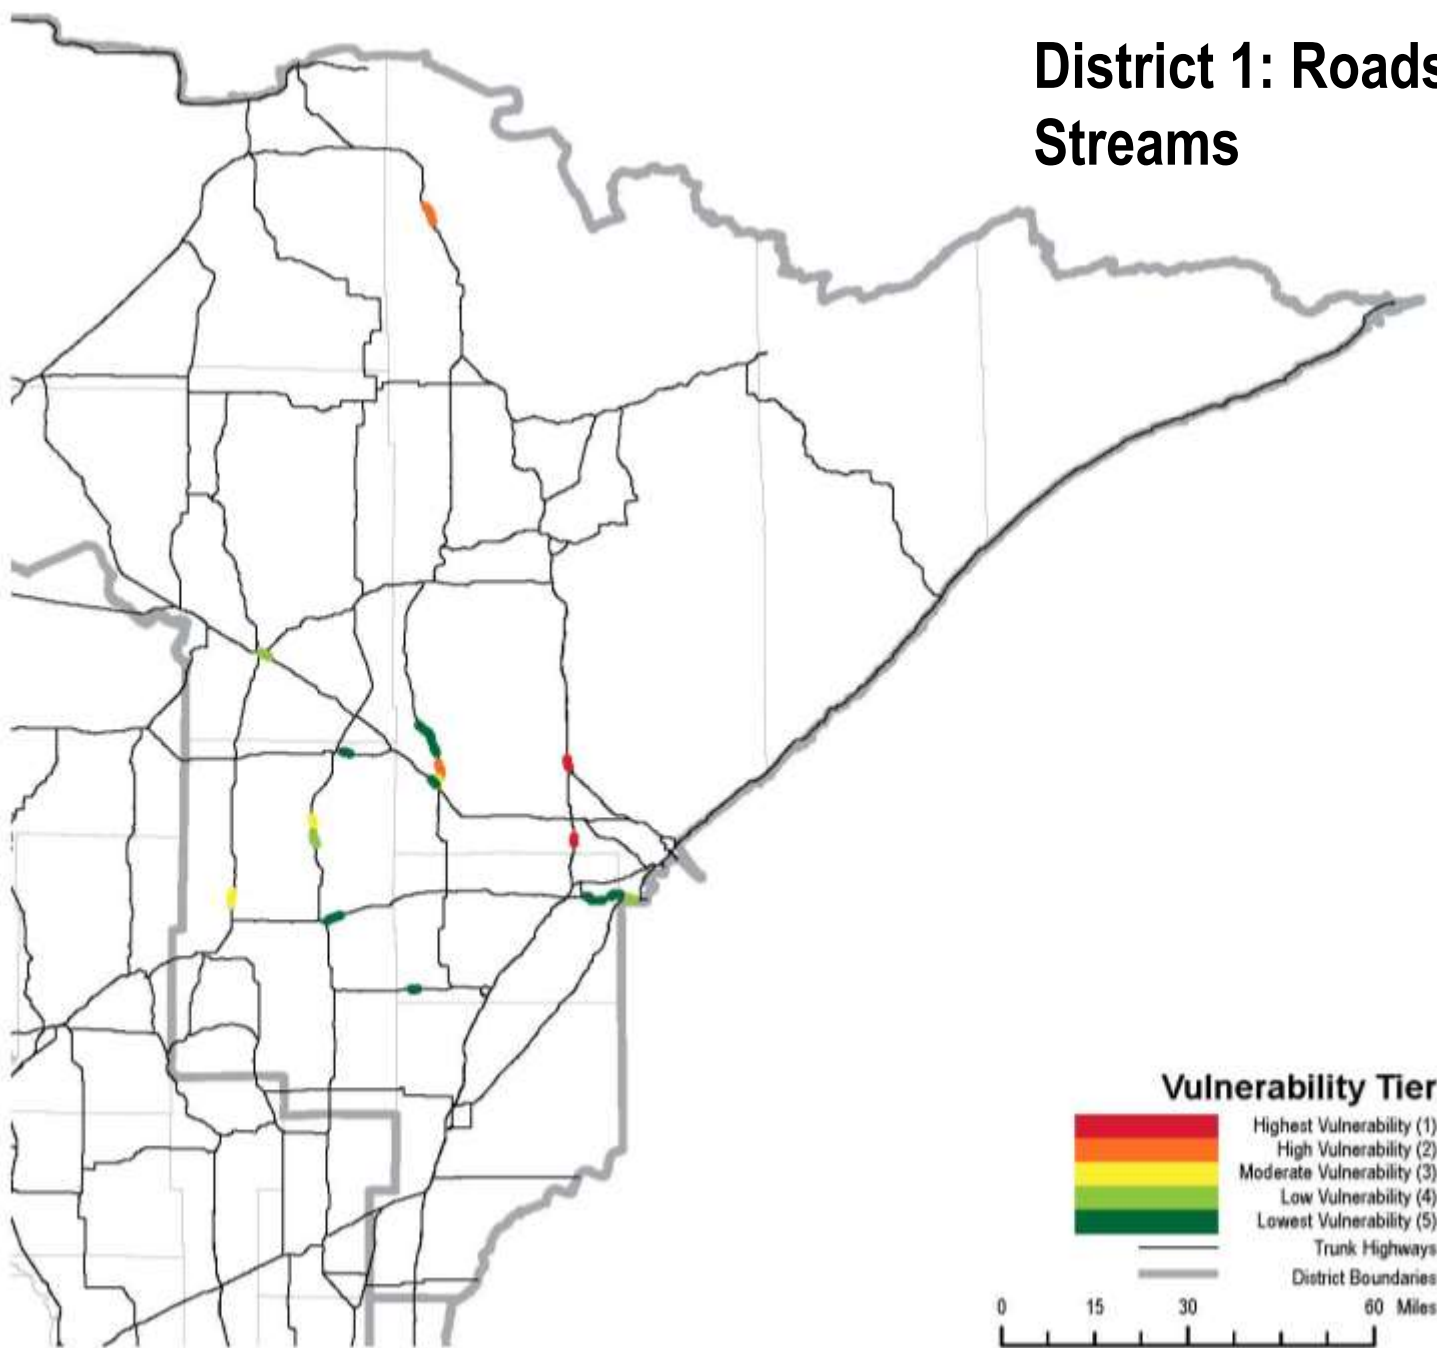 District 1: Roads
Streams
Vulnerability Tier
Highest Vulnerability (1)
High Vulnerability (2)
Moderate Vulnerability (3)
Low Vulnerability (4)
Lowest Vulnerability (5)
Trunk Highways
District Boundaries
0 15 30 60 Miles